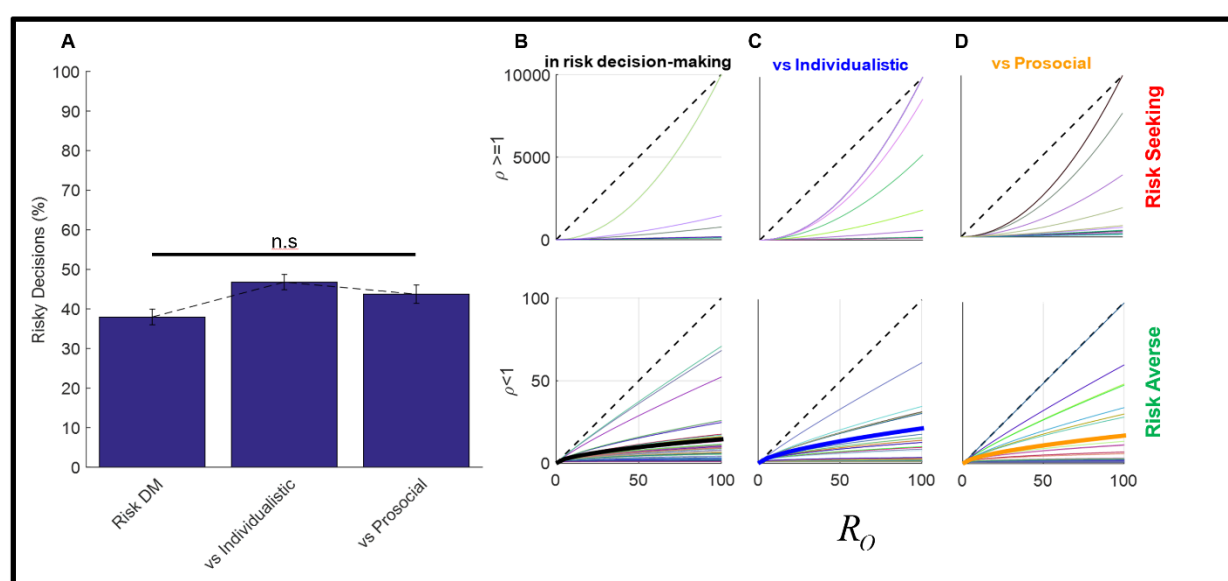 A
B
C
D
in risk decision-making
vs Individualistic
vs Prosocial
Risky Decisions (%)
100
90
80
70
60
50
40
30
20
10
0
n.s
Risk DM
vs Individualistic
vs Prosocial
ρ >=1
10000
5000
0
Risk Seeking
ρ<1
100
50
0
0
50
100
50
100
50
100
Risk Averse
R_O